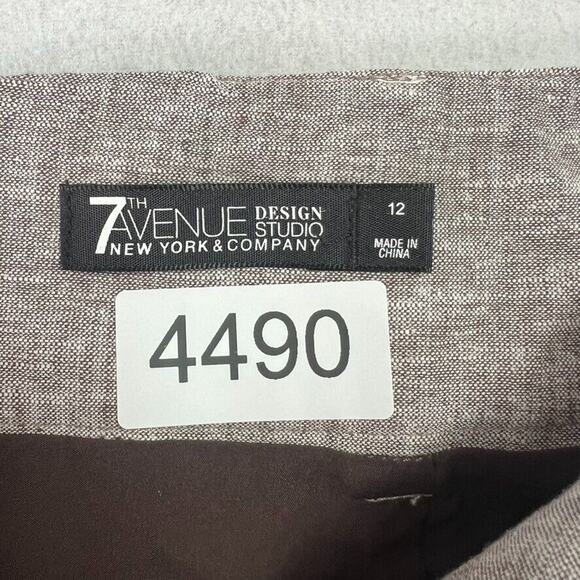 7TH AVENUE DESIGN STUDIO
NEW YORK & COMPANY
12
MADE IN
CHINA
4490